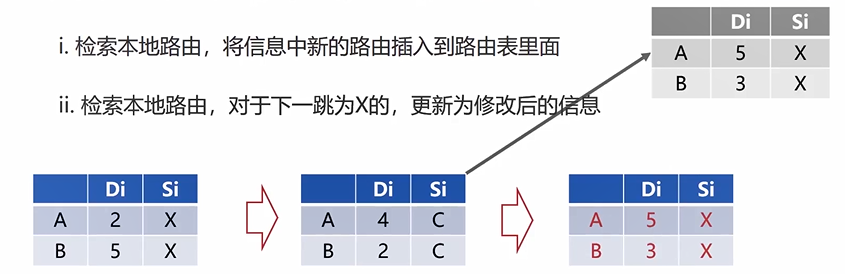 Di Si
A 5 X
B 3 X
i. 检索本地路由，将信息中新的路由插入到路由表里面
ii. 检索本地路由，对于下一跳为X的，更新为修改后的信息
Di Si
A 2 X
B 5 X
Di Si
A 4 C
B 2 C
Di Si
A 5 X
B 3 X